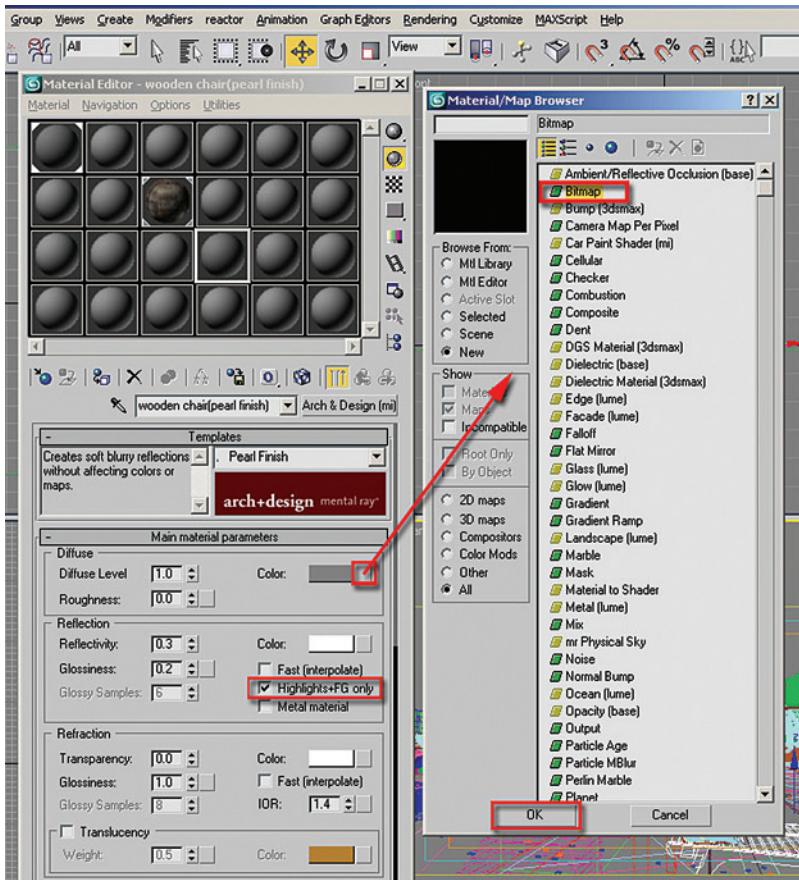 Group Views Create Modifiers reactor Animation Graph Editors Rendering Customize MAXScript Help
All
View
3
%
ABC
Material Editor - wooden chair(pearl finish)
Material Navigation Options Utilities
wooden chair(pearl finish) Arch & Design (mi)
- Templates
Creates soft blurry reflections without affecting colors or maps.
. Pearl Finish
arch+design mental ray
- Main material parameters
Diffuse
Diffuse Level 1.0 Color:
Roughness: 0.0
Reflection
Reflectivity: 0.3 Color:
Glossiness: 0.2 Fast (interpolate)
Glossy Samples: 6 Highlights+FG only
Metal material
Refraction
Transparency: 0.0 Color:
Glossiness: 1.0 Fast (interpolate)
Glossy Samples: 8 IOR: 1.4
Translucency
Weight: 0.5 Color:
ont
Material/Map Browser
Bitmap
Browse From:
Mtl Library
Mtl Editor
Active Slot
Selected
Scene
New
Show
Mater
Maps
Incompatible
Root Only
By Object
2D maps
3D maps
Compositors
Color Mods
Other
All
Ambient/Reflective Occlusion (base)
Bitmap
Bump (3dsmax)
Camera Map Per Pixel
Car Paint Shader (mi)
Cellular
Checker
Combustion
Composite
Dent
DGS Material (3dsmax)
Dielectric (base)
Dielectric Material (3dsmax)
Edge (lume)
Facade (lume)
Falloff
Flat Mirror
Glass (lume)
Glow (lume)
Gradient
Gradient Ramp
Landscape (lume)
Marble
Mask
Material to Shader
Metal (lume)
Mix
mr Physical Sky
Noise
Normal Bump
Ocean (lume)
Opacity (base)
Output
Particle Age
Particle MBlur
Perlin Marble
Planet
OK Cancel